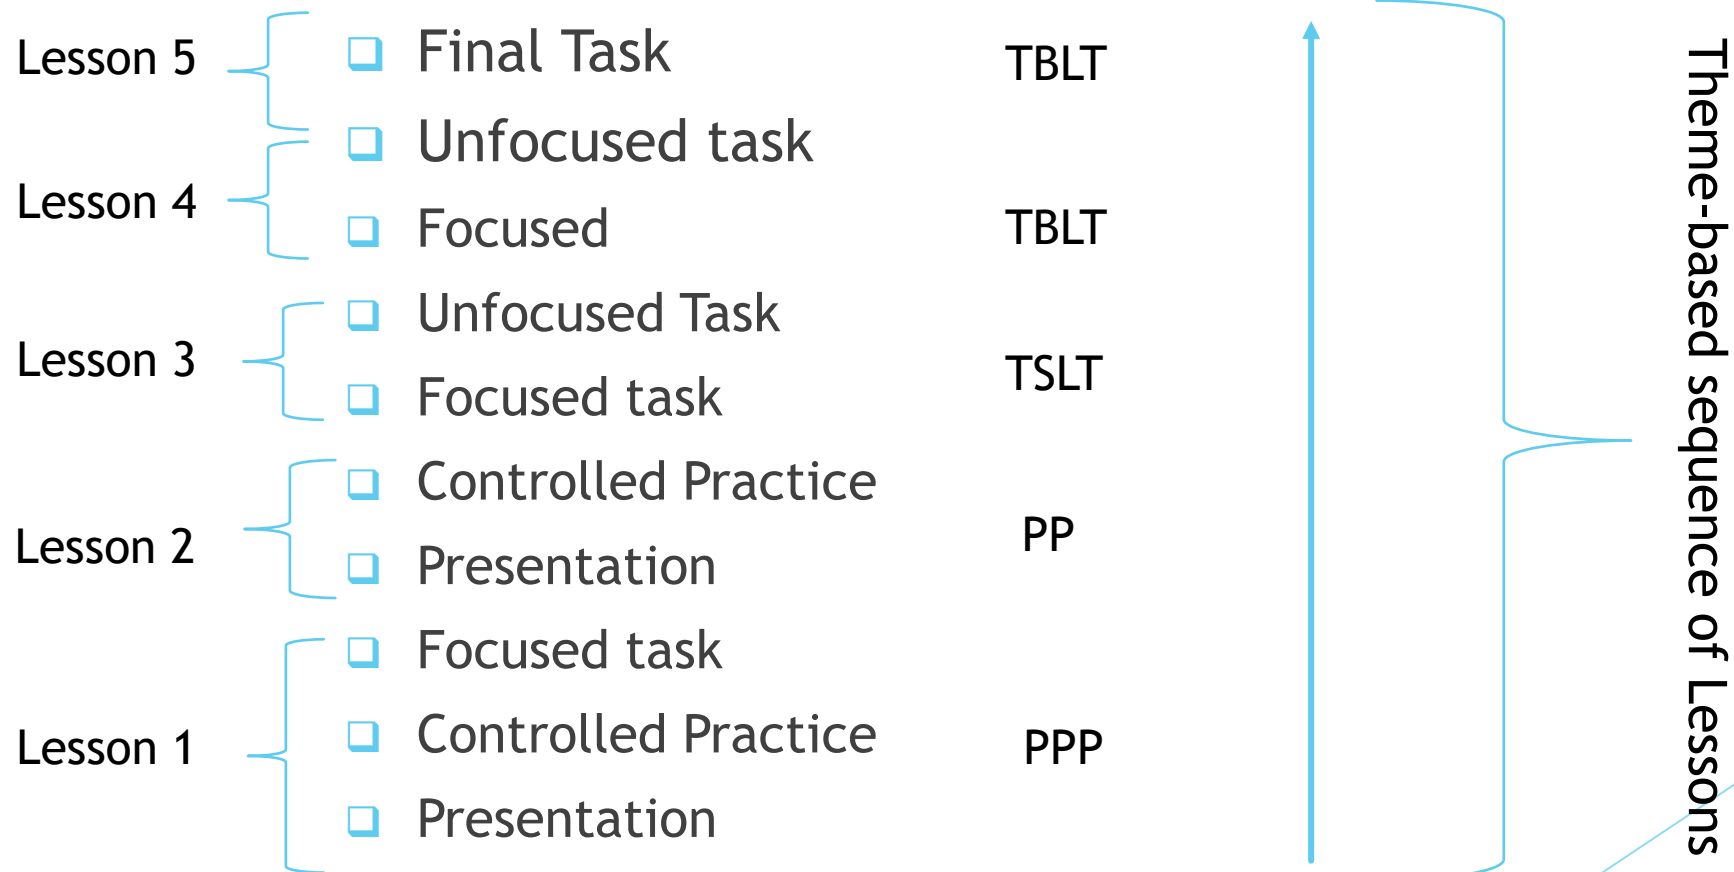 Lesson 5
Final Task
TBLT
Unfocused task
Lesson 4
Focused
TBLT
Unfocused Task
Lesson 3
Focused task
TSLT
Controlled Practice
Lesson 2
Presentation
PP
Focused task
Lesson 1
Controlled Practice
PPP
Presentation
Theme-based sequence of Lessons